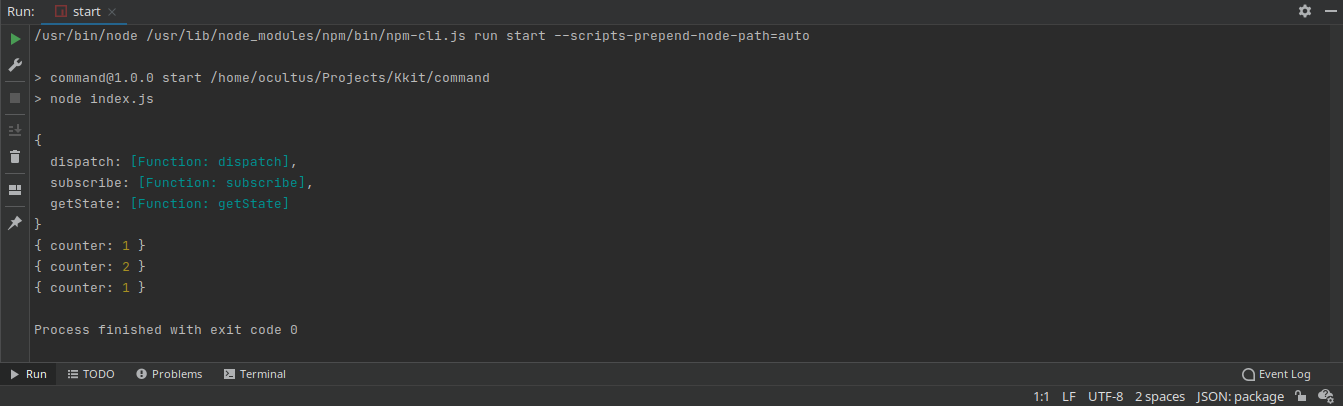 Run: start
/usr/bin/node /usr/lib/node_modules/npm/bin/npm-cli.js run start --scripts-prepend-node-path=auto
> command@1.0.0 start /home/ocultus/Projects/Kkit/command
> node index.js
{
dispatch: [Function: dispatch],
subscribe: [Function: subscribe],
getState: [Function: getState]
}
{ counter: 1 }
{ counter: 2 }
{ counter: 1 }
Process finished with exit code 0
Run TODO Problems Terminal Event Log
1:1 LF UTF-8 2 spaces JSON: package